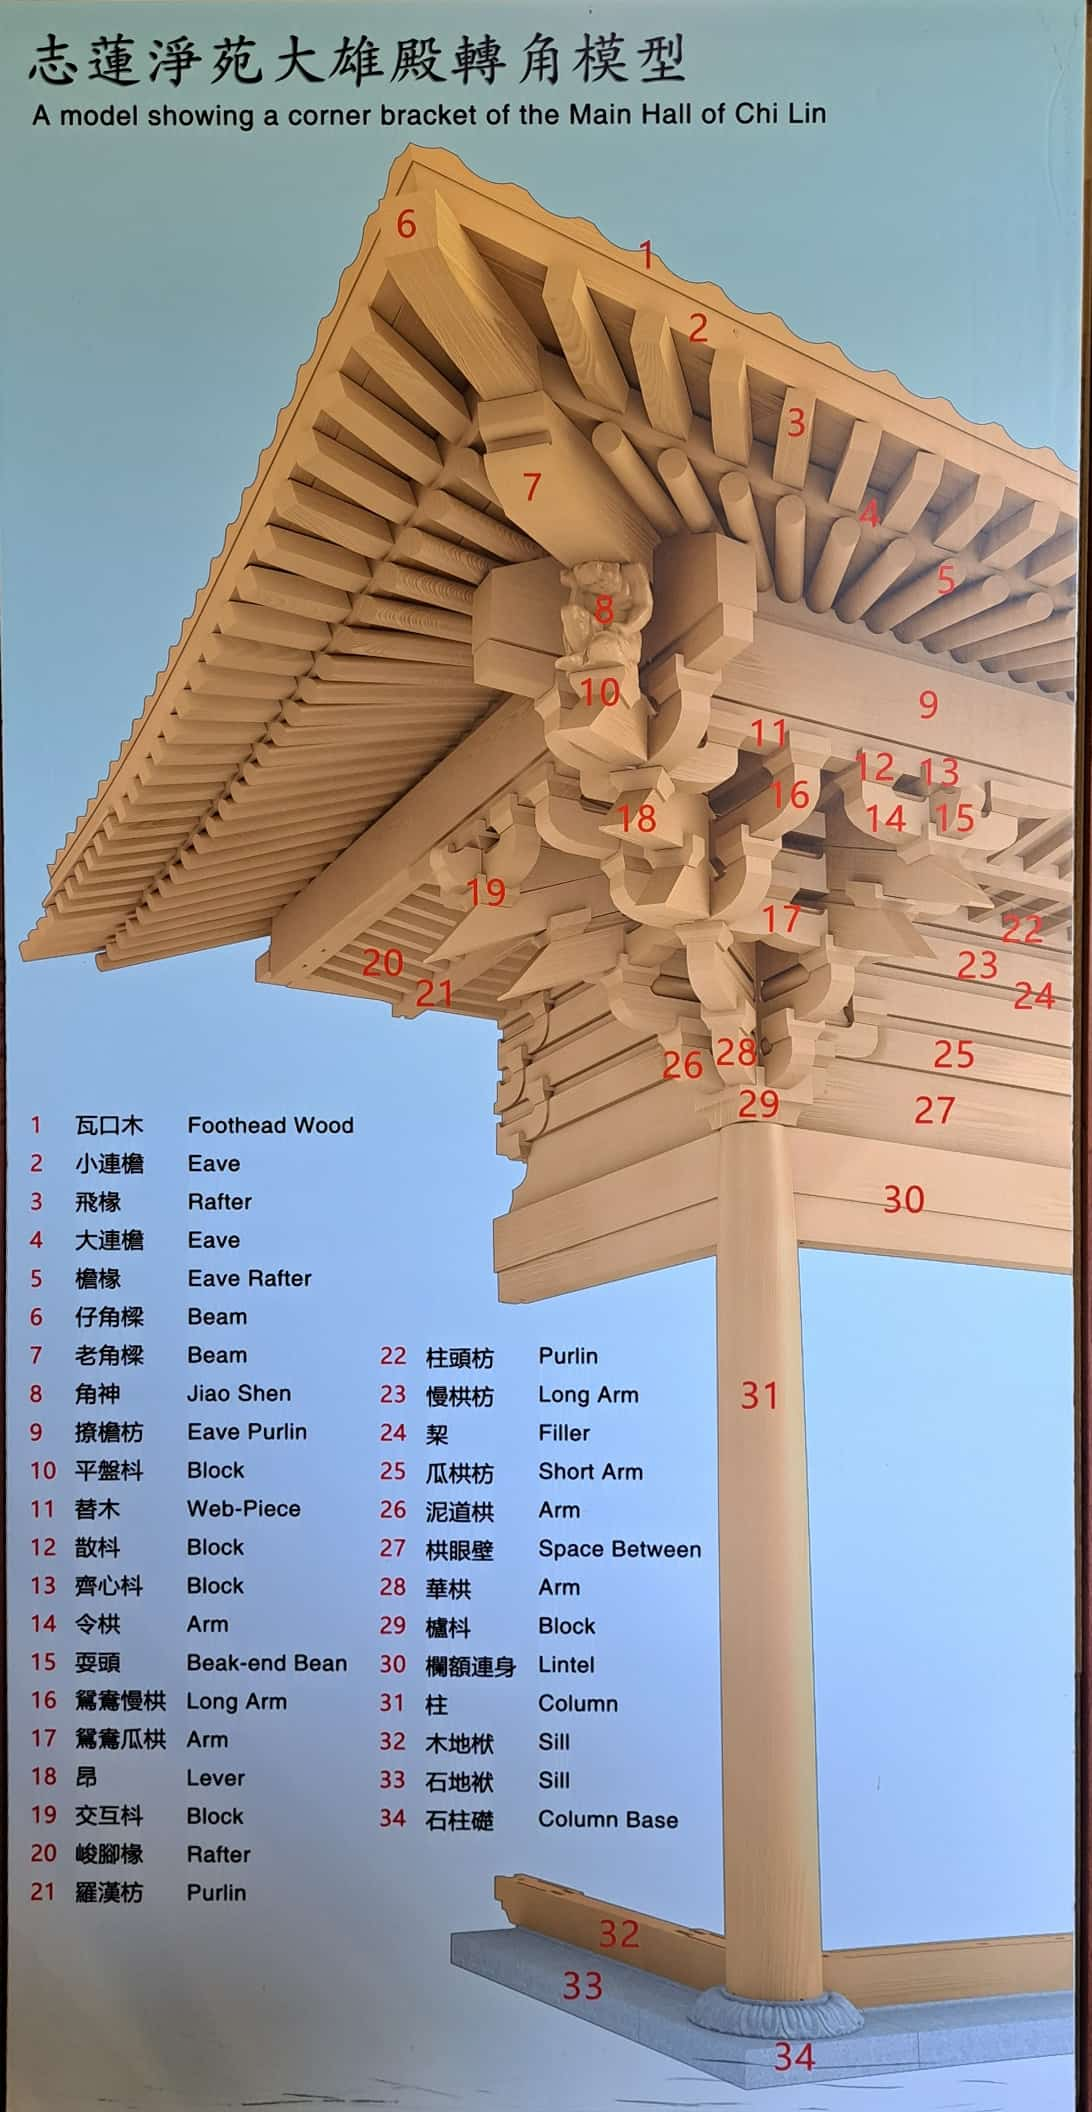 志蓮淨苑大雄殿轉角模型
A model showing a corner bracket of the Main Hall of Chi Lin
6
1
2
3
7
4
5
8
10
9
11
12 13
16
18 14 15
19
17
22
20 23
21 24
28 25
26
29 27
30
31
1 瓦口木 Foothead Wood
2 小連檐 Eave
3 飛椽 Rafter
4 大連檐 Eave
5 檐椽 Eave Rafter
6 仔角樑 Beam
7 老角樑 Beam
8 角神 Jiao Shen
9 撩檐枋 Eave Purlin
10 平盤枓 Block
11 替木 Web-Piece
12 散枓 Block
13 齊心枓 Block
14 令栱 Arm
15 耍頭 Beak-end Bean
16 鴛鴦慢栱 Long Arm
17 鴛鴦瓜栱 Arm
18 昂 Lever
19 交互枓 Block
20 峻腳椽 Rafter
21 羅漢枋 Purlin
22 柱頭枋 Purlin
23 慢栱枋 Long Arm
24 栔 Filler
25 瓜栱枋 Short Arm
26 泥道栱 Arm
27 栱眼壁 Space Between
28 華栱 Arm
29 櫨枓 Block
30 欄額連身 Lintel
31 柱 Column
32 木地栿 Sill
33 石地袱 Sill
34 石柱礎 Column Base
32
33
34